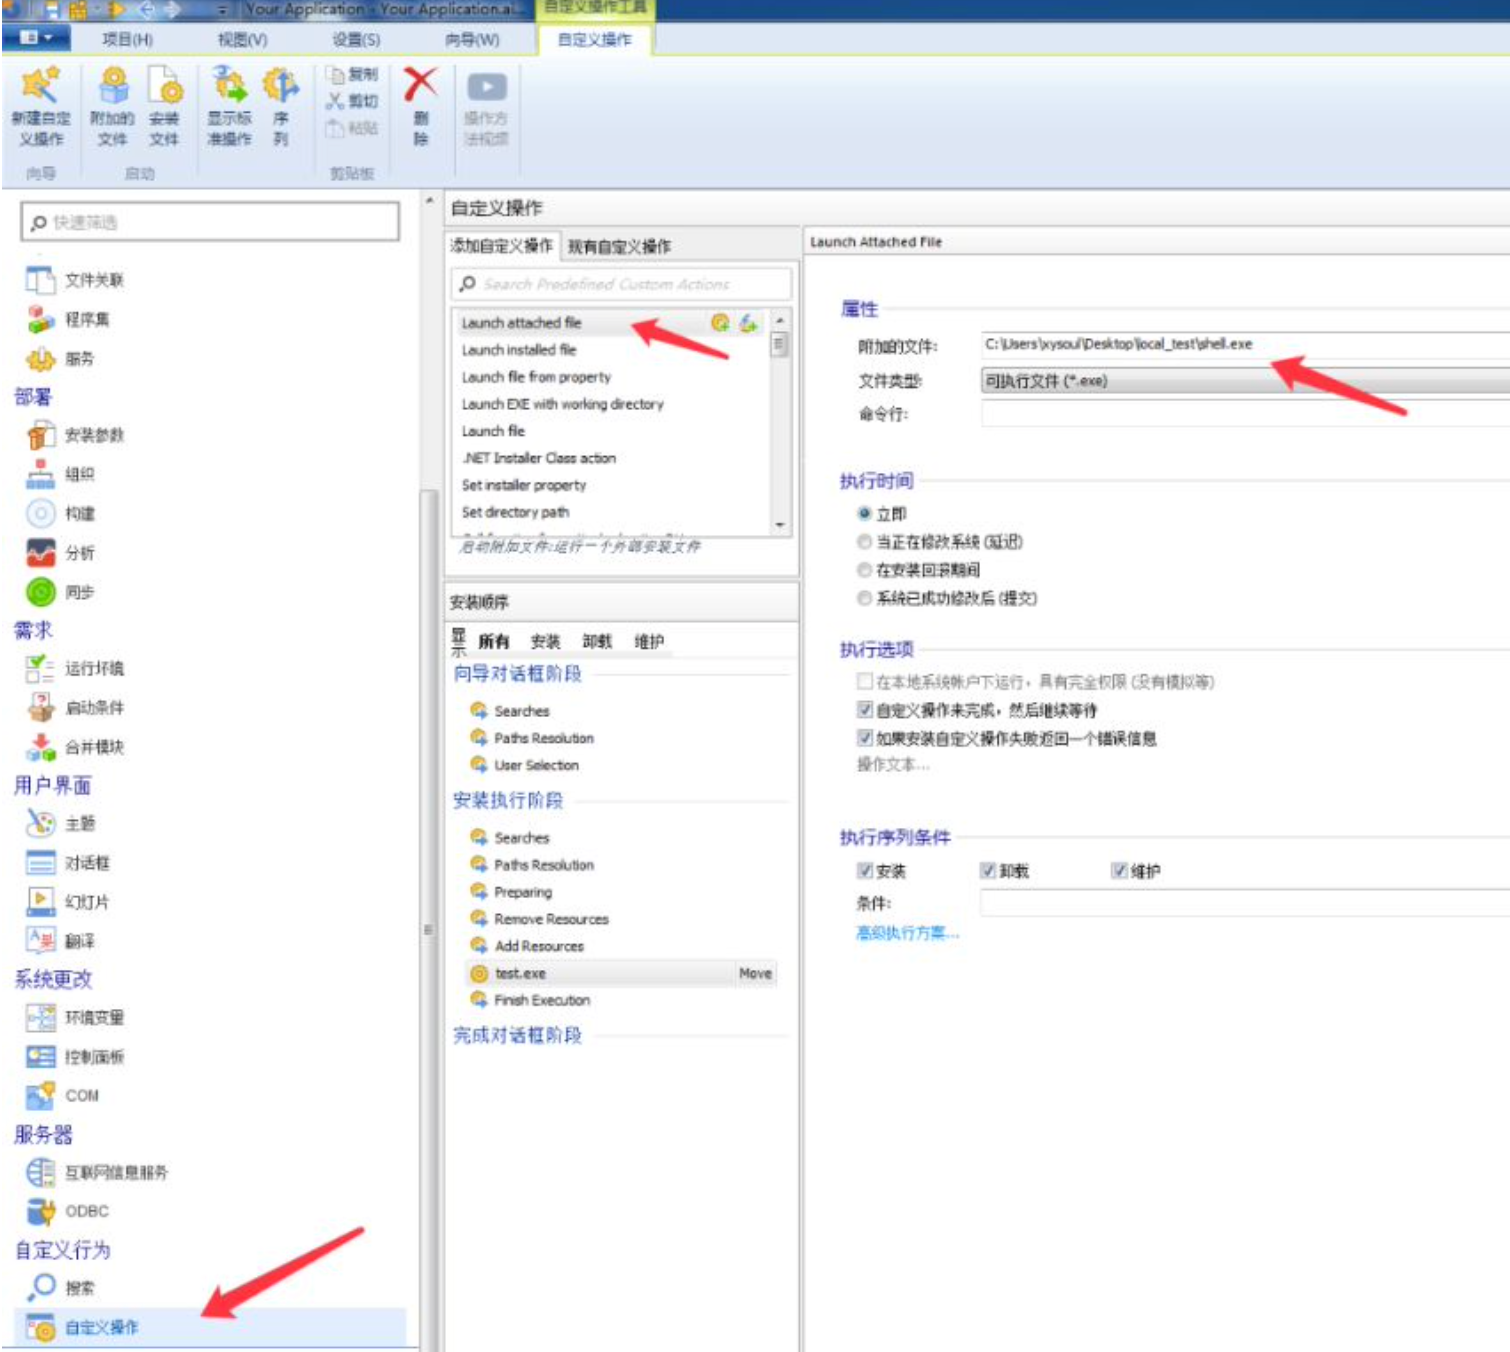 Your Application - Your Application.ai...
自定义操作工具
项目(H)
视图(V)
设置(S)
向导(W)
自定义操作
新建自定
义操作
附加的
文件
安装
文件
显示标
准操作
序
列
复制
剪切
粘贴
删
除
操作方
法视频
向导
启动
剪贴板
快速筛选
文件关联
程序集
服务
部署
安装参数
组织
构建
分析
同步
需求
运行环境
启动条件
合并模块
用户界面
主题
对话框
幻灯片
翻译
系统更改
环境变量
控制面板
COM
服务器
互联网信息服务
ODBC
自定义行为
搜索
自定义操作
自定义操作
添加自定义操作
现有自定义操作
Search Predefined Custom Actions
Launch attached file
Launch installed file
Launch file from property
Launch EXE with working directory
Launch file
.NET Installer Class action
Set installer property
Set directory path
启动附加文件:运行一个外部安装文件
安装顺序
显示
所有 安装 卸载 维护
向导对话框阶段
Searches
Paths Resolution
User Selection
安装执行阶段
Searches
Paths Resolution
Preparing
Remove Resources
Add Resources
test.exe Move
Finish Execution
完成对话框阶段
Launch Attached File
属性
附加的文件: C:\Users\xysoul\Desktop\local_test\shell.exe
文件类型: 可执行文件 (*.exe)
命令行:
执行时间
立即
当正在修改系统 (延迟)
在安装回滚期间
系统已成功修改后 (提交)
执行选项
在本地系统帐户下运行，具有完全权限 (没有模拟等)
自定义操作来完成，然后继续等待
如果安装自定义操作失败返回一个错误信息
操作文本...
执行序列条件
安装 卸载 维护
条件:
高级执行方案...